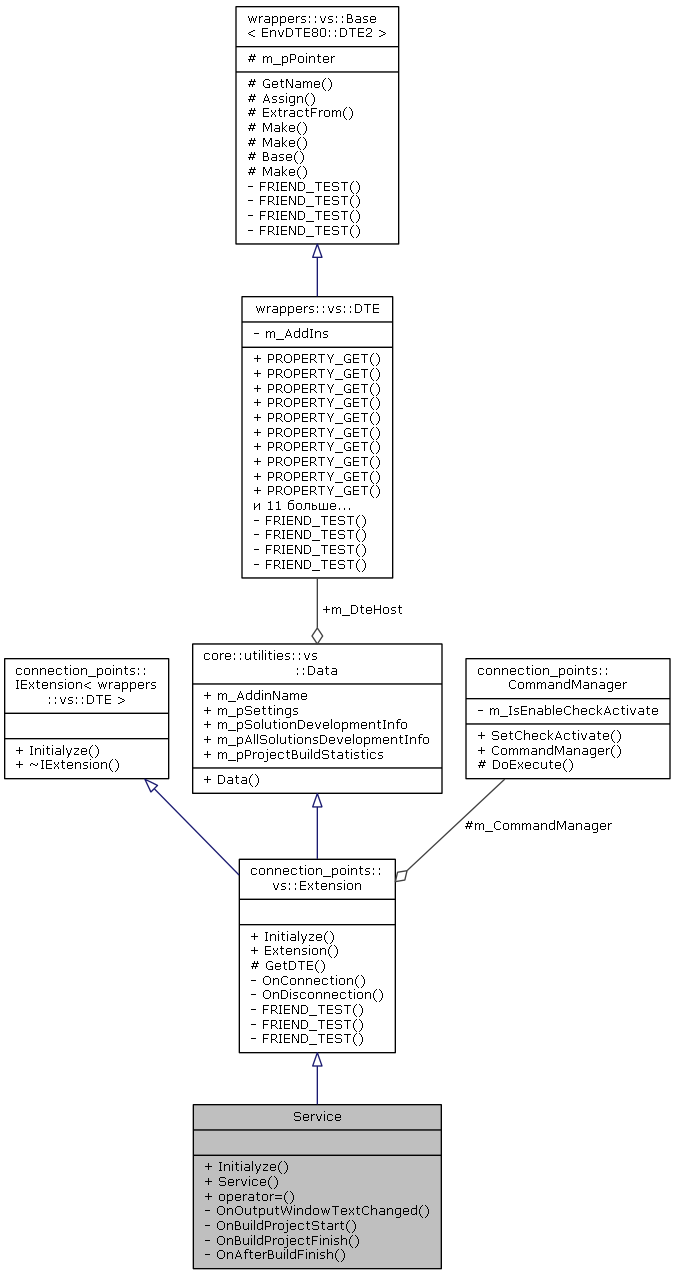 wrappers::vs::Base
< EnvDTE80::DTE2 >
# m_pPointer
# GetName()
# Assign()
# ExtractFrom()
# Make()
# Make()
# Base()
# Make()
- FRIEND_TEST()
- FRIEND_TEST()
- FRIEND_TEST()
- FRIEND_TEST()
wrappers::vs::DTE
- m_AddIns
+ PROPERTY_GET()
+ PROPERTY_GET()
+ PROPERTY_GET()
+ PROPERTY_GET()
+ PROPERTY_GET()
+ PROPERTY_GET()
+ PROPERTY_GET()
+ PROPERTY_GET()
+ PROPERTY_GET()
+ PROPERTY_GET()
и 11 больше...
- FRIEND_TEST()
- FRIEND_TEST()
- FRIEND_TEST()
- FRIEND_TEST()
+m_DteHost
connection_points::
IExtension< wrappers
::vs::DTE >
+ Initialyze()
+ ~IExtension()
core::utilities::vs
::Data
+ m_AddinName
+ m_pSettings
+ m_pSolutionDevelopmentInfo
+ m_pAllSolutionsDevelopmentInfo
+ m_pProjectBuildStatistics
+ Data()
connection_points::
CommandManager
- m_IsEnableCheckActivate
+ SetCheckActivate()
+ CommandManager()
# DoExecute()
#m_CommandManager
connection_points::
vs::Extension
+ Initialyze()
+ Extension()
# GetDTE()
- OnConnection()
- OnDisconnection()
- FRIEND_TEST()
- FRIEND_TEST()
- FRIEND_TEST()
Service
+ Initialyze()
+ Service()
+ operator=()
- OnOutputWindowTextChanged()
- OnBuildProjectStart()
- OnBuildProjectFinish()
- OnAfterBuildFinish()